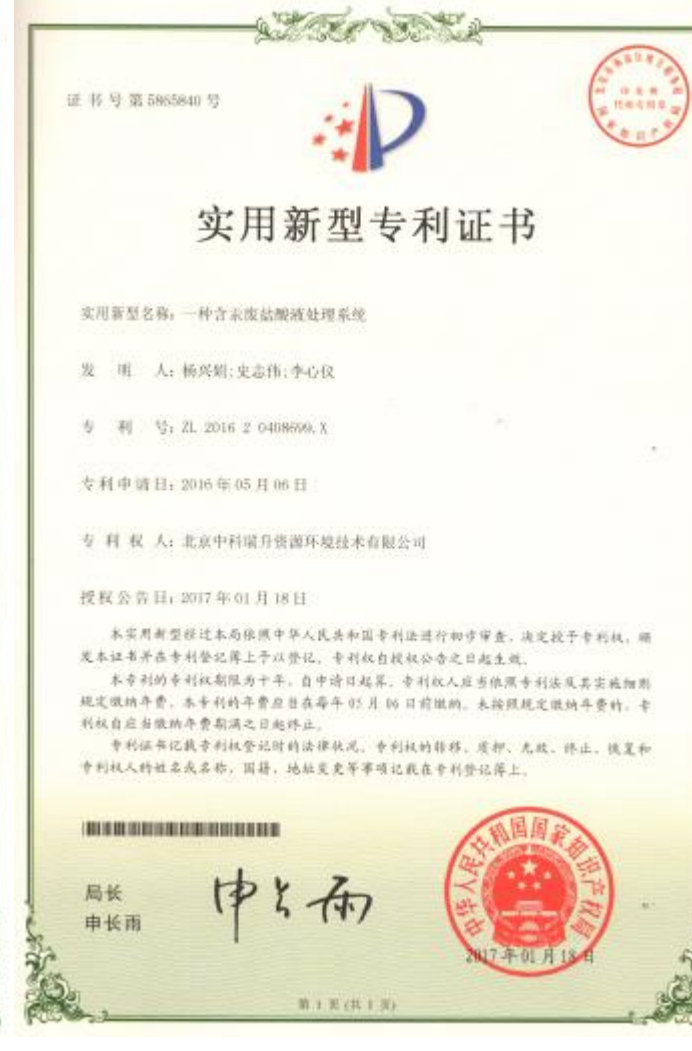 证书号第5865840号
实用新型专利证书
实用新型名称：一种含汞废盐酸液处理系统
发明人：杨兴娟;史志伟;李心仪
专利号：ZL 2016 2 0408699.X
专利申请日：2016年05月06日
专利权人：北京中科瑞升资源环境技术有限公司
授权公告日：2017年01月18日
本实用新型经过本局依照中华人民共和国专利法进行初步审查，决定授予专利权，颁
发本证书并在专利登记簿上予以登记。专利权自授权公告之日起生效。
本专利的专利权期限为十年，自申请日起算。专利权人应当依照专利法及其实施细则
规定缴纳年费。本专利的年费应当在每年05月06日前缴纳。未按照规定缴纳年费的，专
利权自应当缴纳年费期满之日起终止。
专利证书记载专利权登记时的法律状况。专利权的转移、质押、无效、终止、恢复和
专利权人的姓名或名称、国籍、地址变更等事项记载在专利登记簿上。
局长
申长雨
申长雨
中华人民共和国国家知识产权局
2017年01月18日
第1页(共1页)